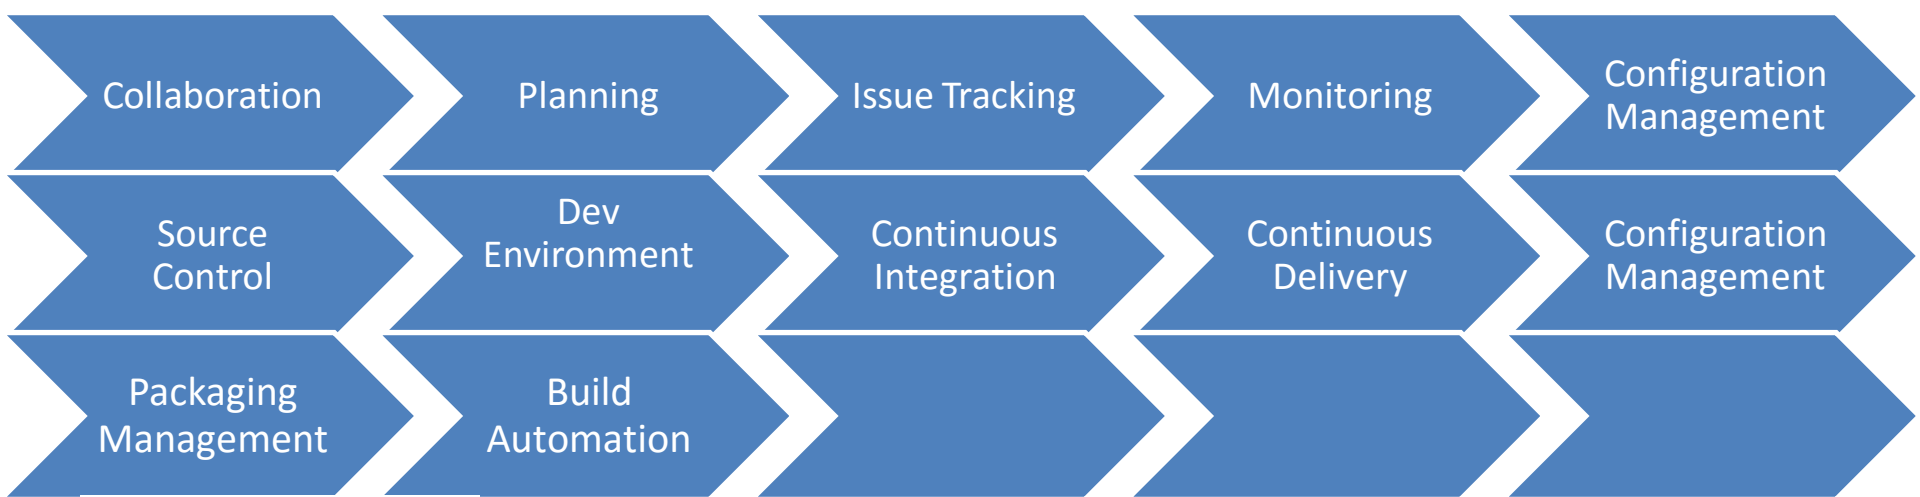 Collaboration
Planning
Issue Tracking
Monitoring
Configuration
Management
Source
Control
Dev
Environment
Continuous
Integration
Continuous
Delivery
Configuration
Management
Packaging
Management
Build
Automation